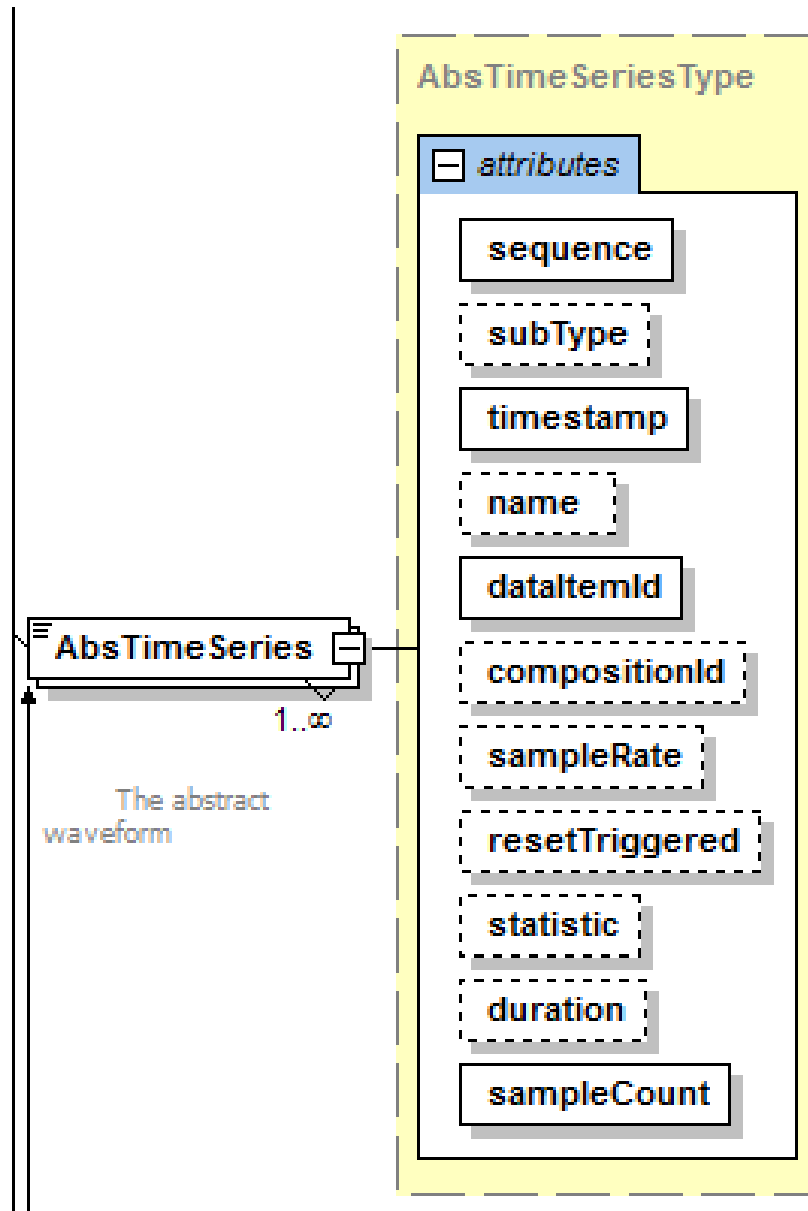 AbsTimeSeriesType
attributes
sequence
subType
timestamp
name
dataItemId
AbsTimeSeries
compositionId
1..∞
sampleRate
The abstract
waveform
resetTriggered
statistic
duration
sampleCount